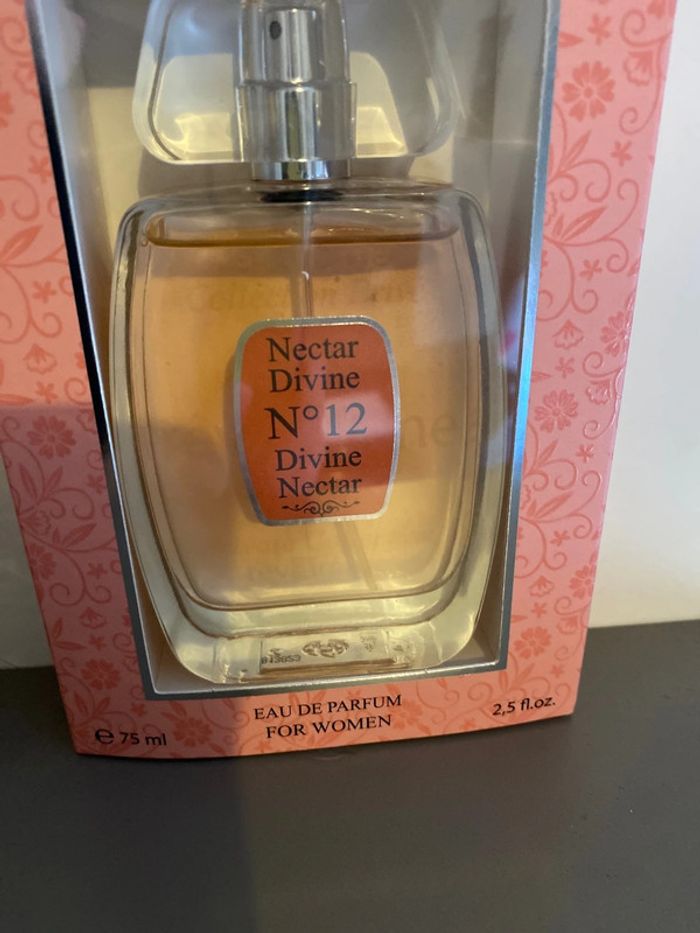 Nectar
Divine
N°12
Divine
Nectar
EAU DE PARFUM
FOR WOMEN
℮ 75 ml
2,5 fl.oz.